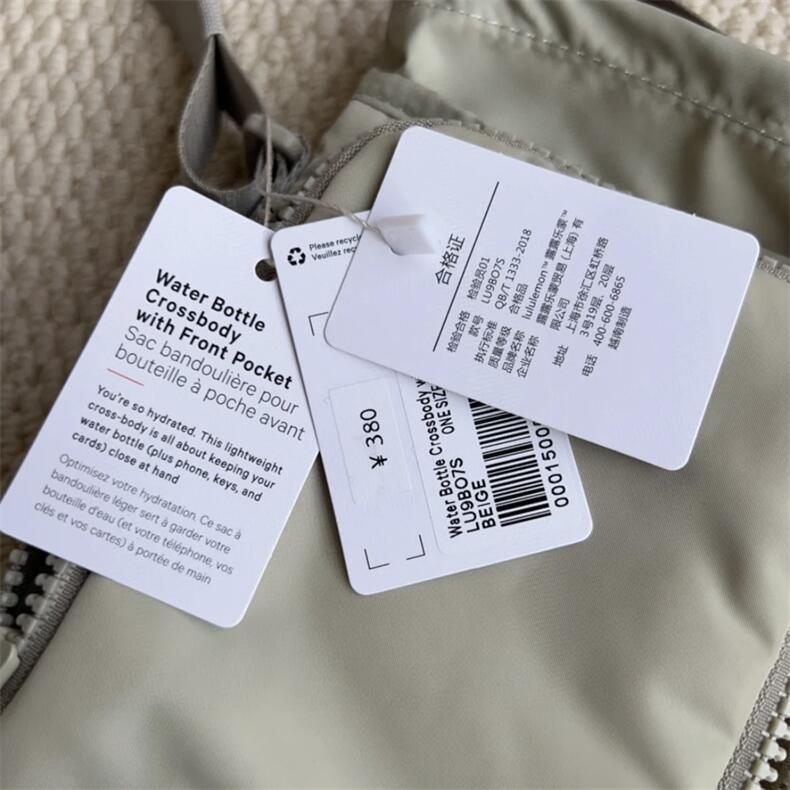 Water Bottle
Crossbody
with Front Pocket
Sac bandoulière pour
bouteille à poche avant
You're so hydrated. This lightweight
cross-body is all about keeping your
water bottle (plus phone, keys, and
cards) close at hand
Optimisez votre hydratation. Ce sac à
bandoulière léger sert à garder votre
bouteille d'eau (et votre téléphone, vos
clés et vos cartes) à portée de main
Please recycle
Veuillez
¥ 380
Water Bottle Crossbody
LU9BO7S ONE SIZE
BEIGE
0001500
合格证
检验合格 检验员01
款号 LU9BO7S
执行标准 QB/T 1333-2018
质量等级 合格品
品牌名称 lululemon™ 露露乐蒙™
企业名称 露露乐蒙贸易 (上海) 有
限公司
地址 上海市徐汇区虹桥路
3号19层, 20层
电话 400-600-6865
越南制造